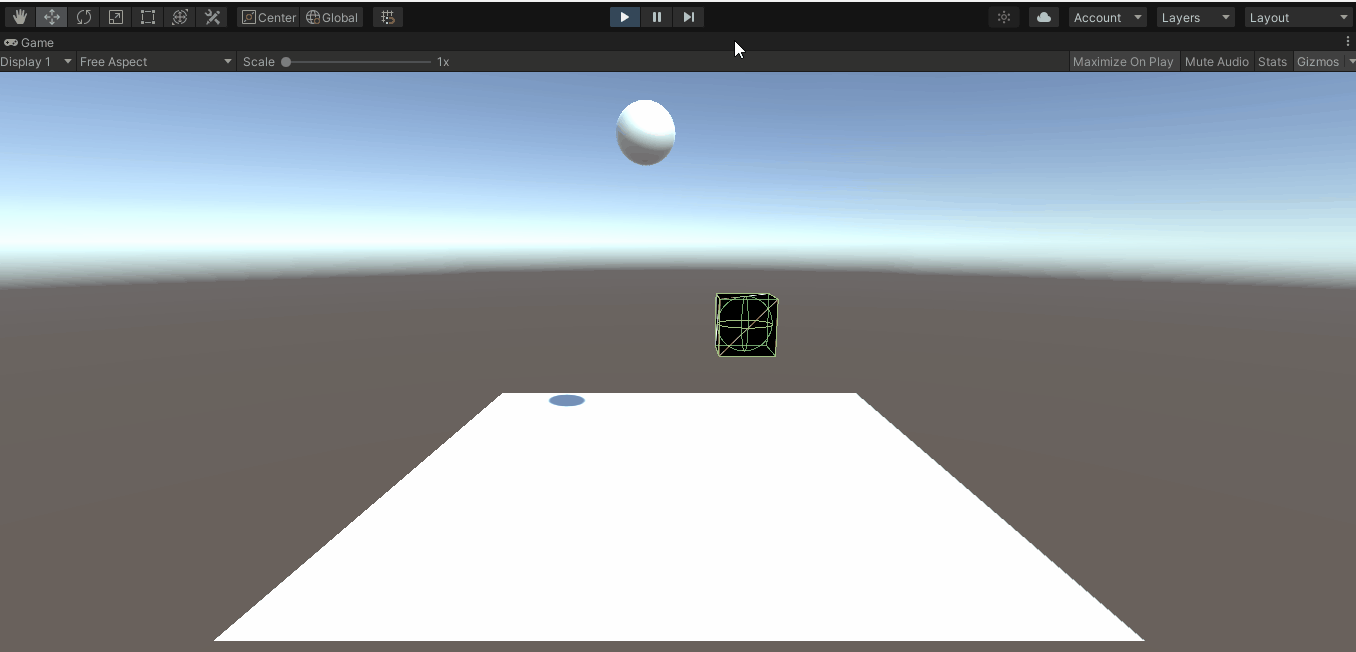 Center Global Account Layers Layout
Game
Display 1 Free Aspect Scale 1x Maximize On Play Mute Audio Stats Gizmos